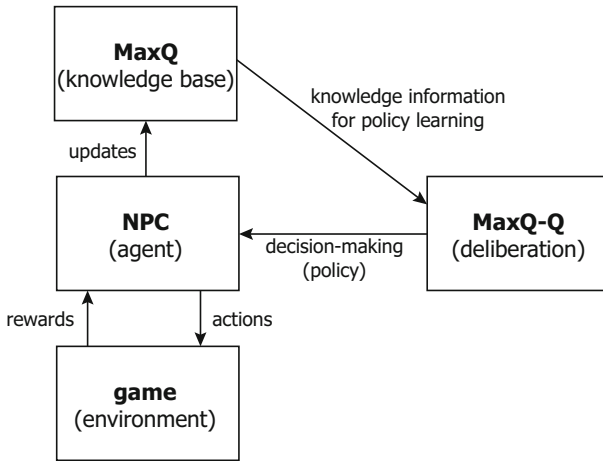 MaxQ
(knowledge base)
knowledge information
for policy learning
updates
NPC
(agent)
decision-making
(policy)
MaxQ-Q
(deliberation)
rewards
actions
game
(environment)